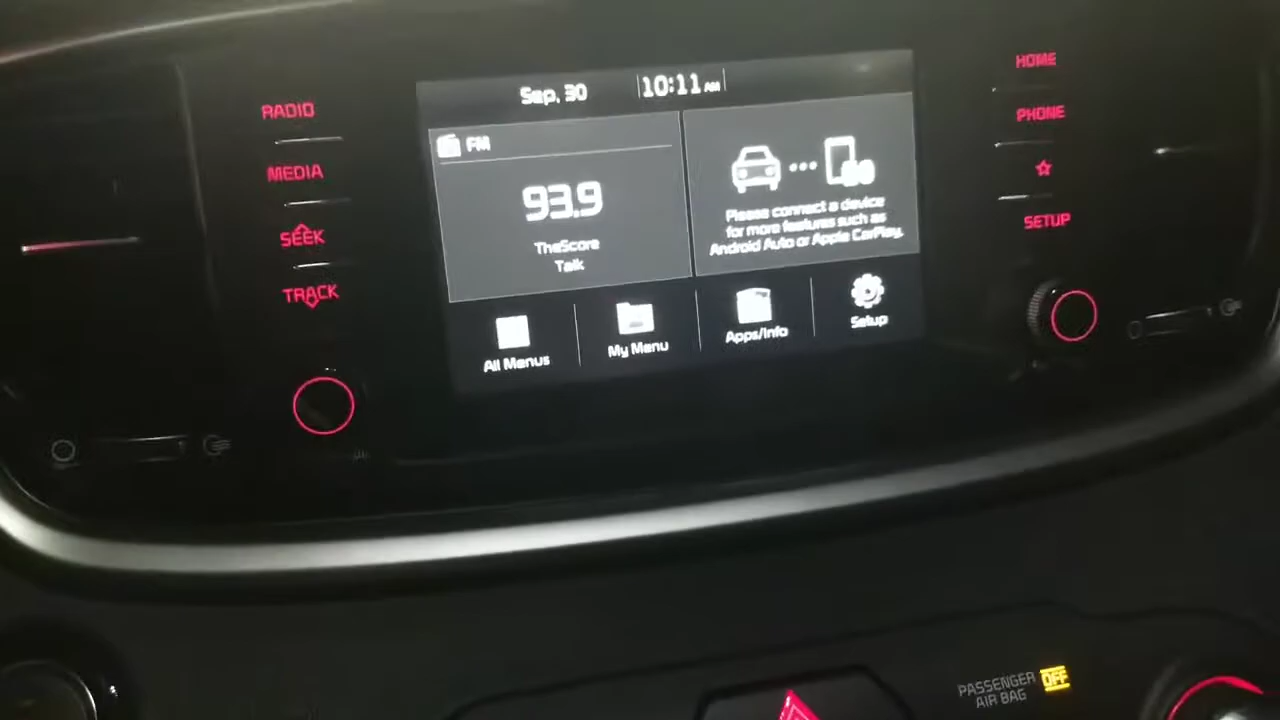 RADIO
MEDIA
SEEK
TRACK
Sep, 30
10:11 AM
FM
93.9
TheScore
Talk
Please connect a device
for more features such as
Android Auto or Apple CarPlay.
All Menus
My Menu
Apps/Info
Setup
HOME
PHONE
SETUP
PASSENGER
AIR BAG
OFF